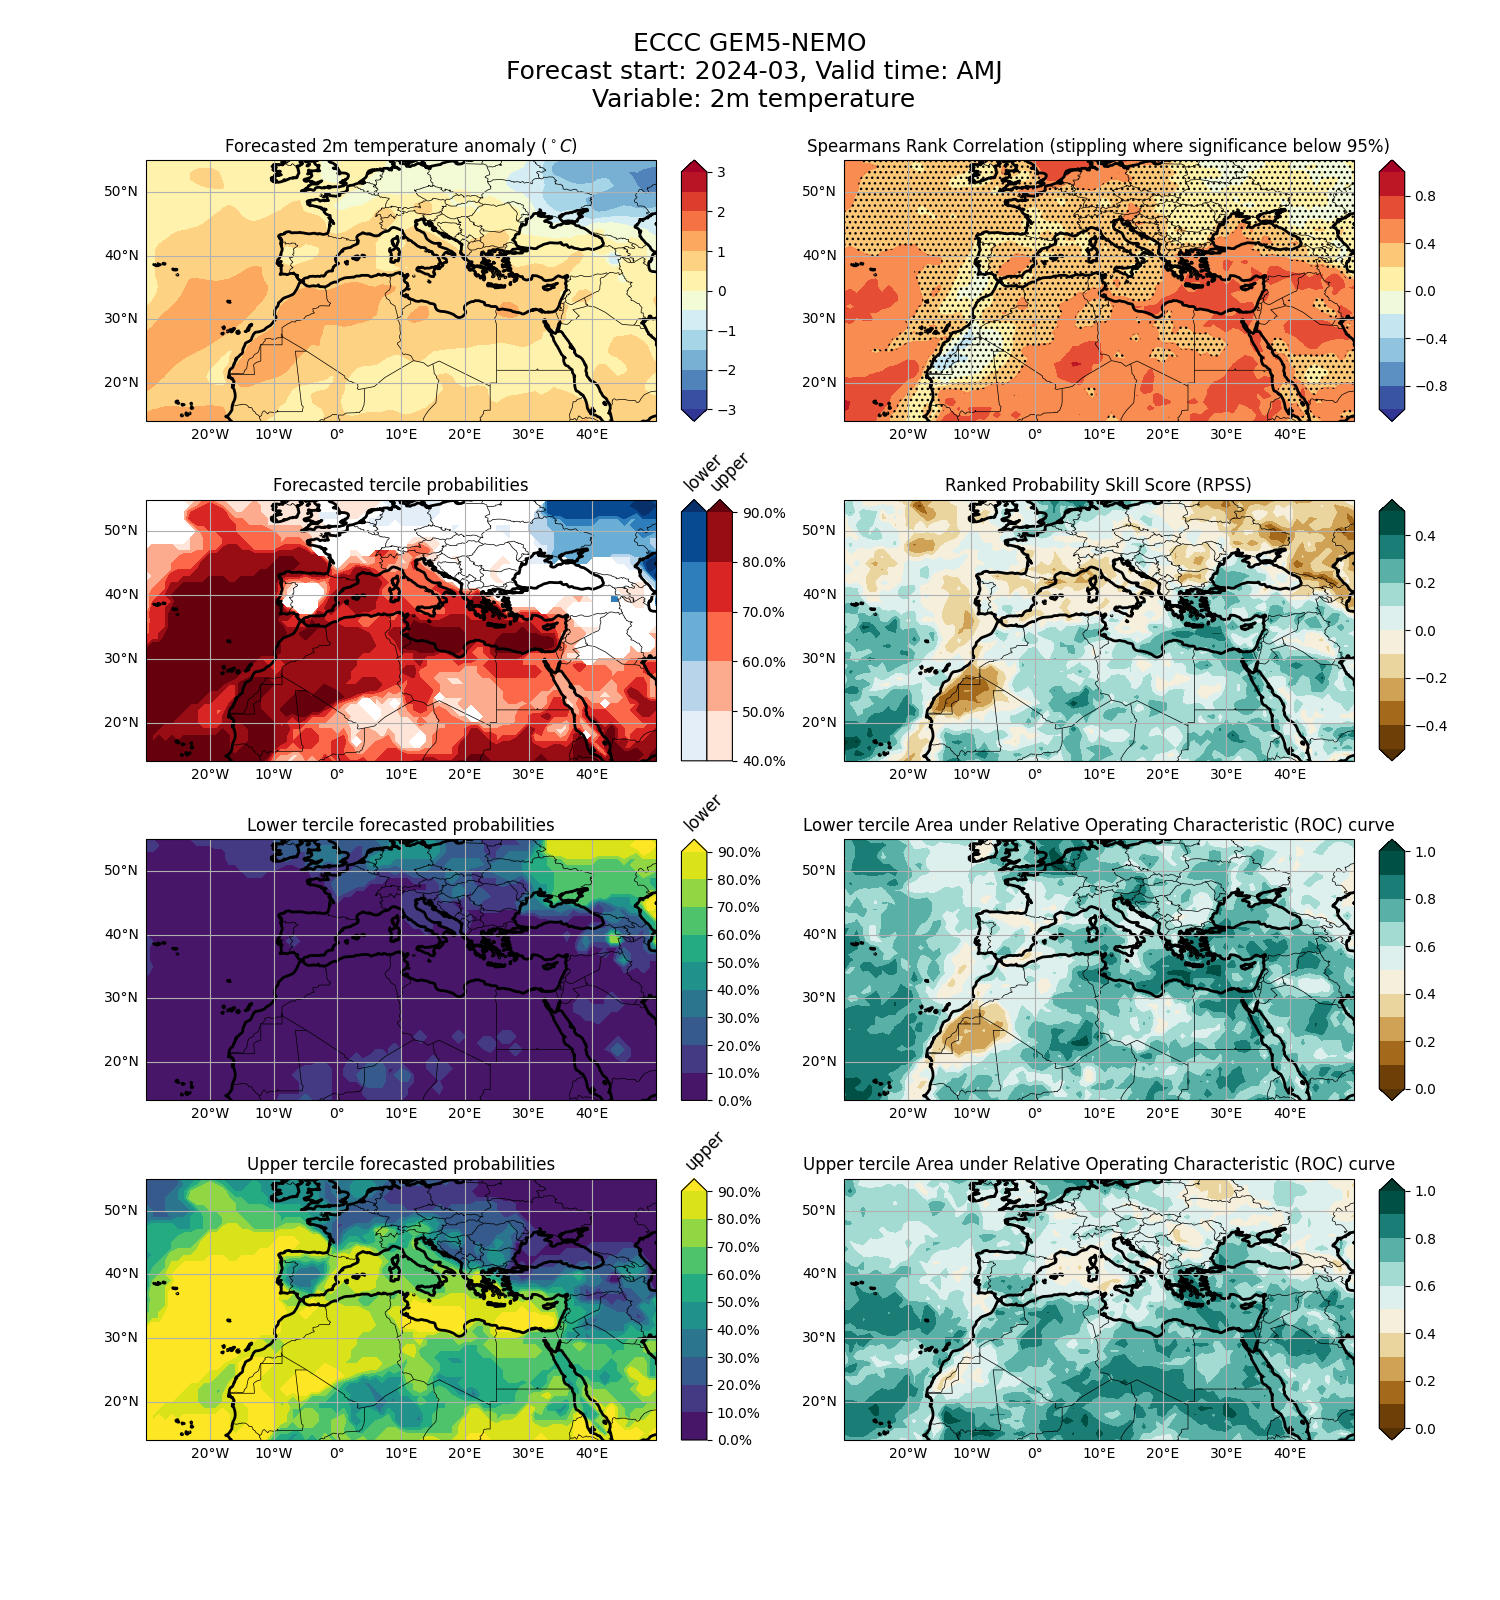 ECCC GEM5-NEMO
Forecast start: 2024-03, Valid time: AMJ
Variable: 2m temperature
Forecasted 2m temperature anomaly (°C)
50°N
40°N
30°N
20°N
20°W 10°W 0° 10°E 20°E 30°E 40°E
3
2
1
0
−1
−2
−3
Spearmans Rank Correlation (stippling where significance below 95%)
50°N
40°N
30°N
20°N
20°W 10°W 0° 10°E 20°E 30°E 40°E
0.8
0.4
0.0
−0.4
−0.8
Forecasted tercile probabilities
50°N
40°N
30°N
20°N
20°W 10°W 0° 10°E 20°E 30°E 40°E
lower
upper
90.0%
80.0%
70.0%
60.0%
50.0%
40.0%
Ranked Probability Skill Score (RPSS)
50°N
40°N
30°N
20°N
20°W 10°W 0° 10°E 20°E 30°E 40°E
0.4
0.2
0.0
−0.2
−0.4
Lower tercile forecasted probabilities
50°N
40°N
30°N
20°N
20°W 10°W 0° 10°E 20°E 30°E 40°E
lower
90.0%
80.0%
70.0%
60.0%
50.0%
40.0%
30.0%
20.0%
10.0%
0.0%
Lower tercile Area under Relative Operating Characteristic (ROC) curve
50°N
40°N
30°N
20°N
20°W 10°W 0° 10°E 20°E 30°E 40°E
1.0
0.8
0.6
0.4
0.2
0.0
Upper tercile forecasted probabilities
50°N
40°N
30°N
20°N
20°W 10°W 0° 10°E 20°E 30°E 40°E
upper
90.0%
80.0%
70.0%
60.0%
50.0%
40.0%
30.0%
20.0%
10.0%
0.0%
Upper tercile Area under Relative Operating Characteristic (ROC) curve
50°N
40°N
30°N
20°N
20°W 10°W 0° 10°E 20°E 30°E 40°E
1.0
0.8
0.6
0.4
0.2
0.0